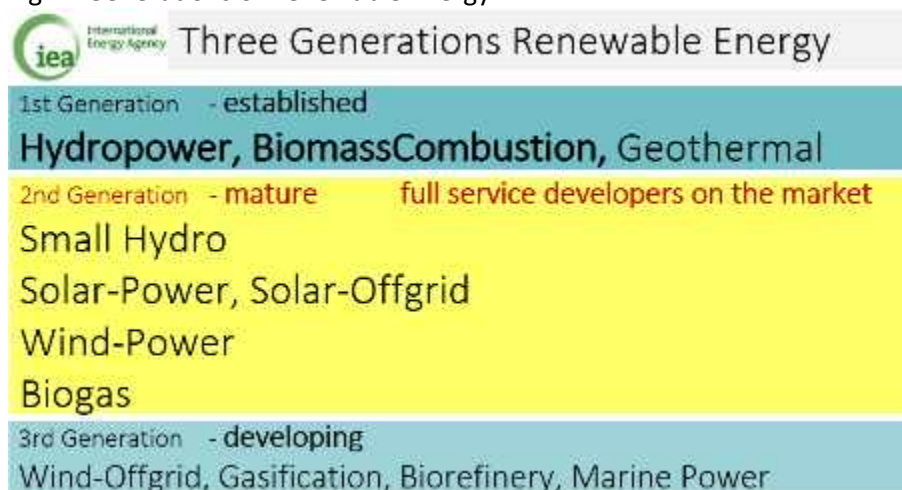 International
Energy Agency
iea
Three Generations Renewable Energy
1st Generation - established
Hydropower, BiomassCombustion, Geothermal
2nd Generation - mature full service developers on the market
Small Hydro
Solar-Power, Solar-Offgrid
Wind-Power
Biogas
3rd Generation - developing
Wind-Offgrid, Gasification, Biorefinery, Marine Power